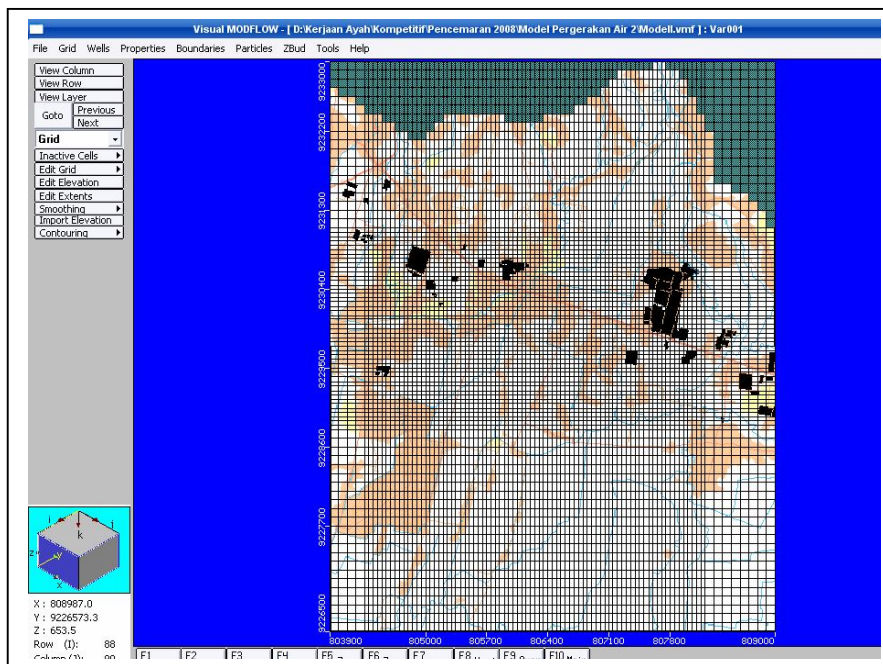 Visual MODFLOW - [ D:\Kerjaan Ayah\Kompetitif\Pencemaran 2008\Model Pergerakan Air 2\Modell.vmf ] : Var001
File Grid Wells Properties Boundaries Particles ZBud Tools Help
View Column
View Row
View Layer
Goto
Previous
Next
Grid
Inactive Cells
Edit Grid
Edit Elevation
Edit Extents
Smoothing
Import Elevation
Contouring
9233000
9232200
9231300
9230400
9229500
9228600
9227700
9226500
803900 805000 805700 806400 807100 807800 809000
i j k
z y x
X : 808987.0
Y : 9226573.3
Z : 653.5
Row (I): 88
F1 F2 F3 F4 F5 F6 F7 F8 F9 F10